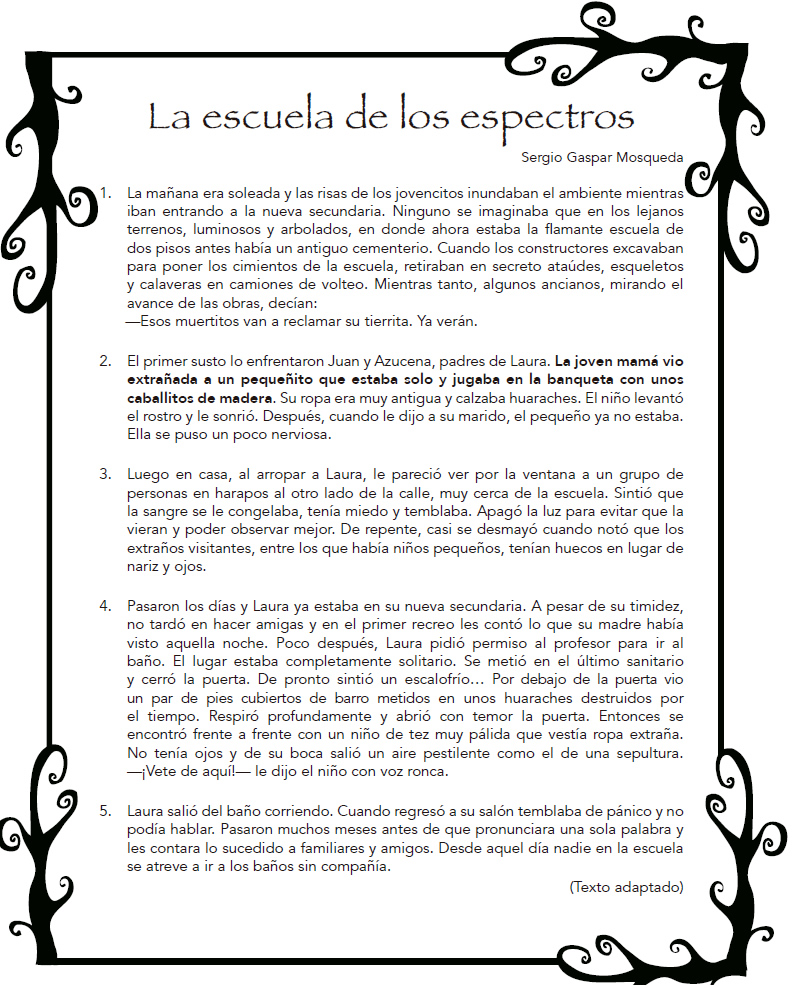 La escuela de los espectros
Sergio Gaspar Mosqueda
1. La mañana era soleada y las risas de los jovencitos inundaban el ambiente mientras
iban entrando a la nueva secundaria. Ninguno se imaginaba que en los lejanos
terrenos, luminosos y arbolados, en donde ahora estaba la flamante escuela de
dos pisos antes había un antiguo cementerio. Cuando los constructores excavaban
para poner los cimientos de la escuela, retiraban en secreto ataúdes, esqueletos
y calaveras en camiones de volteo. Mientras tanto, algunos ancianos, mirando el
avance de las obras, decían:
—Esos muertitos van a reclamar su tierrita. Ya verán.
2. El primer susto lo enfrentaron Juan y Azucena, padres de Laura. La joven mamá vio
extrañada a un pequeñito que estaba solo y jugaba en la banqueta con unos
caballitos de madera. Su ropa era muy antigua y calzaba huaraches. El niño levantó
el rostro y le sonrió. Después, cuando le dijo a su marido, el pequeño ya no estaba.
Ella se puso un poco nerviosa.
3. Luego en casa, al arropar a Laura, le pareció ver por la ventana a un grupo de
personas en harapos al otro lado de la calle, muy cerca de la escuela. Sintió que
la sangre se le congelaba, tenía miedo y temblaba. Apagó la luz para evitar que la
vieran y poder observar mejor. De repente, casi se desmayó cuando notó que los
extraños visitantes, entre los que había niños pequeños, tenían huecos en lugar de
nariz y ojos.
4. Pasaron los días y Laura ya estaba en su nueva secundaria. A pesar de su timidez,
no tardó en hacer amigas y en el primer recreo les contó lo que su madre había
visto aquella noche. Poco después, Laura pidió permiso al profesor para ir al
baño. El lugar estaba completamente solitario. Se metió en el último sanitario
y cerró la puerta. De pronto sintió un escalofrío… Por debajo de la puerta vio
un par de pies cubiertos de barro metidos en unos huaraches destruidos por
el tiempo. Respiró profundamente y abrió con temor la puerta. Entonces se
encontró frente a frente con un niño de tez muy pálida que vestía ropa extraña.
No tenía ojos y de su boca salió un aire pestilente como el de una sepultura.
—¡Vete de aquí!— le dijo el niño con voz ronca.
5. Laura salió del baño corriendo. Cuando regresó a su salón temblaba de pánico y no
podía hablar. Pasaron muchos meses antes de que pronunciara una sola palabra y
les contara lo sucedido a familiares y amigos. Desde aquel día nadie en la escuela
se atreve a ir a los baños sin compañía.
(Texto adaptado)